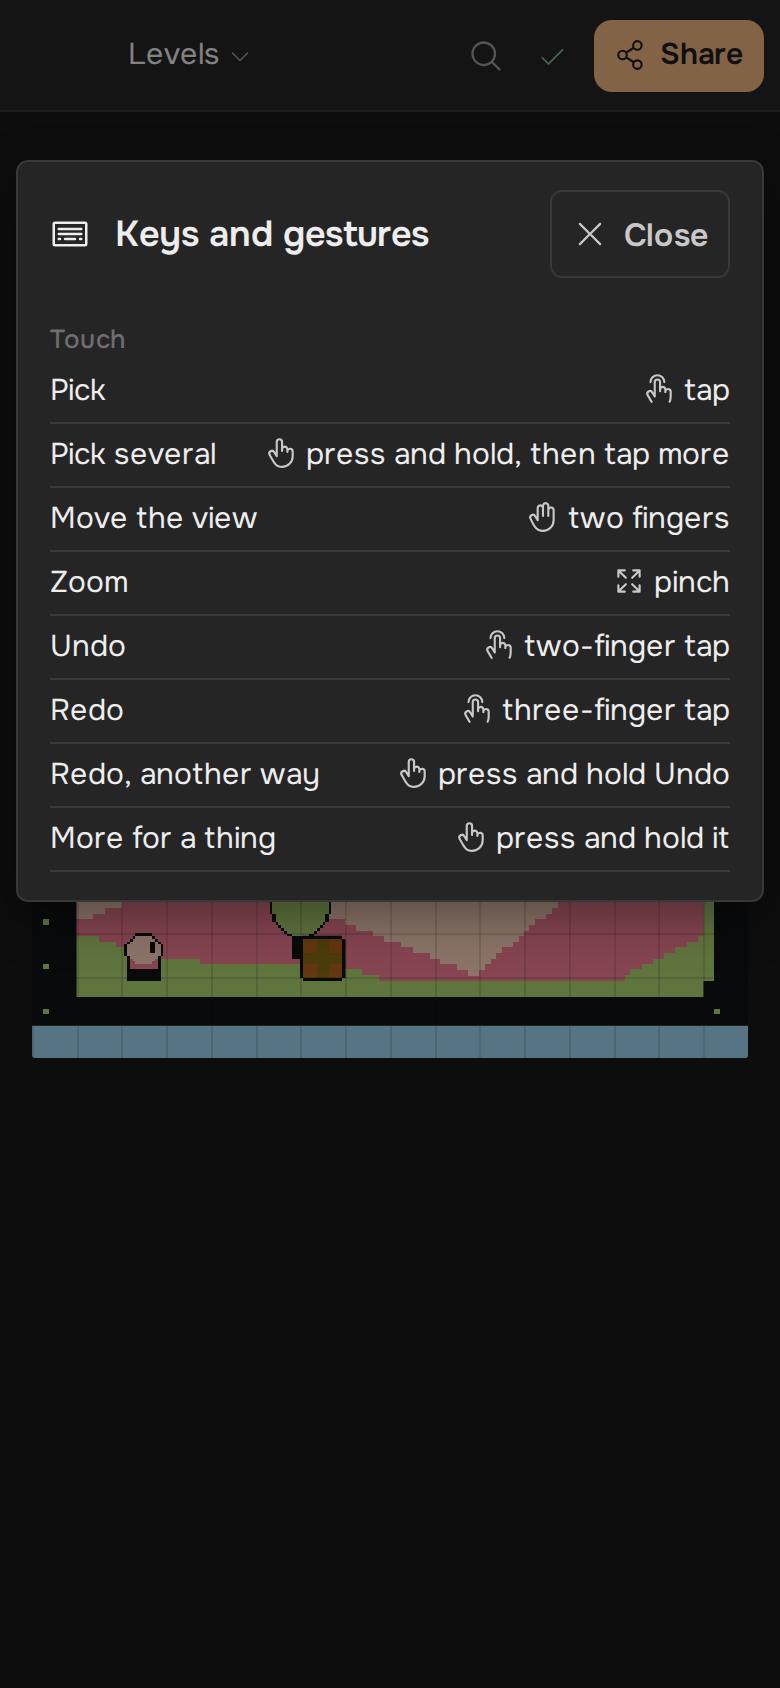 Levels
Share
Keys and gestures
Close
Touch
Pick
tap
Pick several
press and hold, then tap more
Move the view
two fingers
Zoom
pinch
Undo
two-finger tap
Redo
three-finger tap
Redo, another way
press and hold Undo
More for a thing
press and hold it